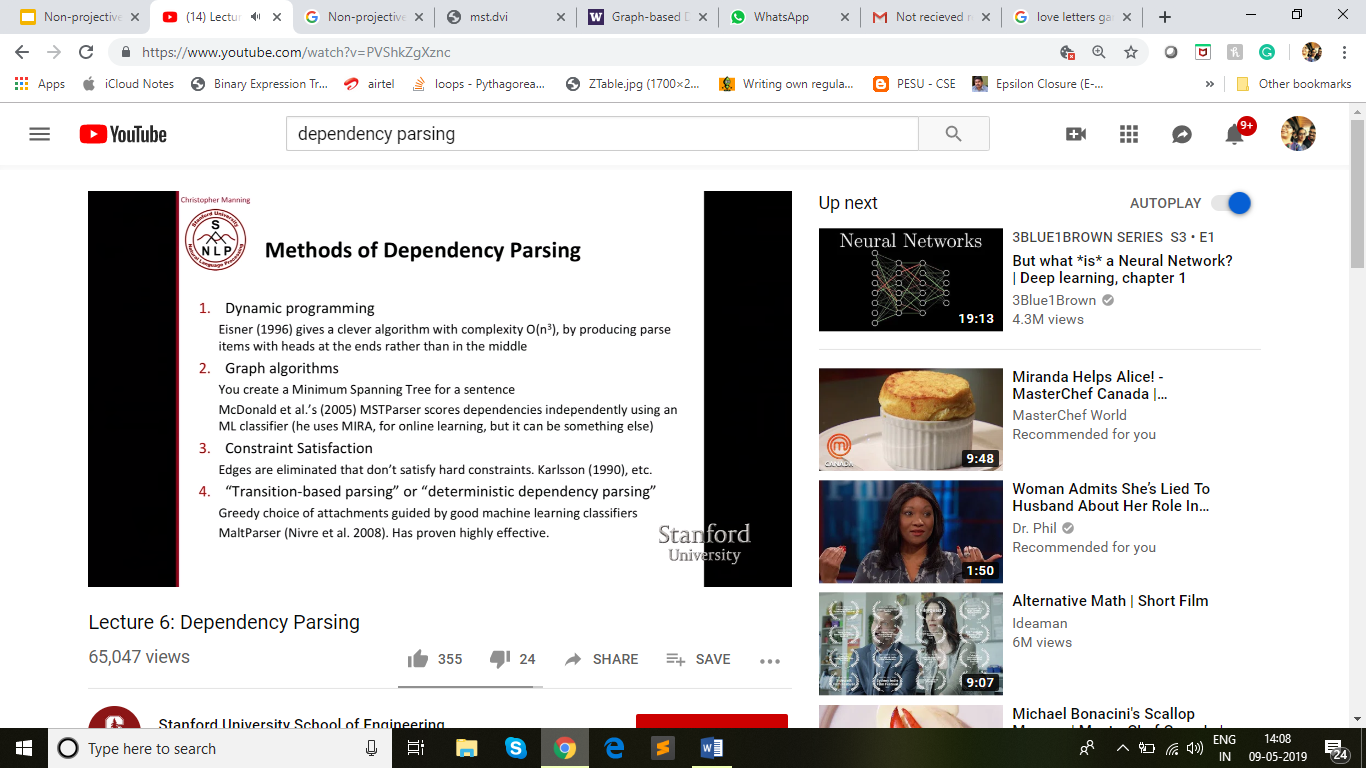 Non-projective
(14) Lectur
Non-projective
mst.dvi
Graph-based D
WhatsApp
Not recieved n
love letters ga
https://www.youtube.com/watch?v=PVShkZgXznc
Apps
iCloud Notes
Binary Expression Tr...
airtel
loops - Pythagorea...
ZTable.jpg (1700×2...
Writing own regula...
PESU - CSE
Epsilon Closure (E-...
»
Other bookmarks
YouTube
dependency parsing
9+
Christopher Manning
Stanford University
S
NLP
Natural Language Processing
Methods of Dependency Parsing
1. Dynamic programming
Eisner (1996) gives a clever algorithm with complexity O(n³), by producing parse
items with heads at the ends rather than in the middle
2. Graph algorithms
You create a Minimum Spanning Tree for a sentence
McDonald et al.’s (2005) MSTParser scores dependencies independently using an
ML classifier (he uses MIRA, for online learning, but it can be something else)
3. Constraint Satisfaction
Edges are eliminated that don’t satisfy hard constraints. Karlsson (1990), etc.
4. “Transition-based parsing” or “deterministic dependency parsing”
Greedy choice of attachments guided by good machine learning classifiers
MaltParser (Nivre et al. 2008). Has proven highly effective.
Stanford
University
Lecture 6: Dependency Parsing
65,047 views
355
24
SHARE
SAVE
Stanford University School of Engineering
Up next
AUTOPLAY
Neural Networks
19:13
3BLUE1BROWN SERIES S3 • E1
But what *is* a Neural Network?
| Deep learning, chapter 1
3Blue1Brown
4.3M views
CANADA
9:48
Miranda Helps Alice! -
MasterChef Canada |...
MasterChef World
Recommended for you
1:50
Woman Admits She’s Lied To
Husband About Her Role In...
Dr. Phil
Recommended for you
9:07
Alternative Math | Short Film
Ideaman
6M views
Michael Bonacini's Scallop
Type here to search
ENG
IN
14:08
09-05-2019
24